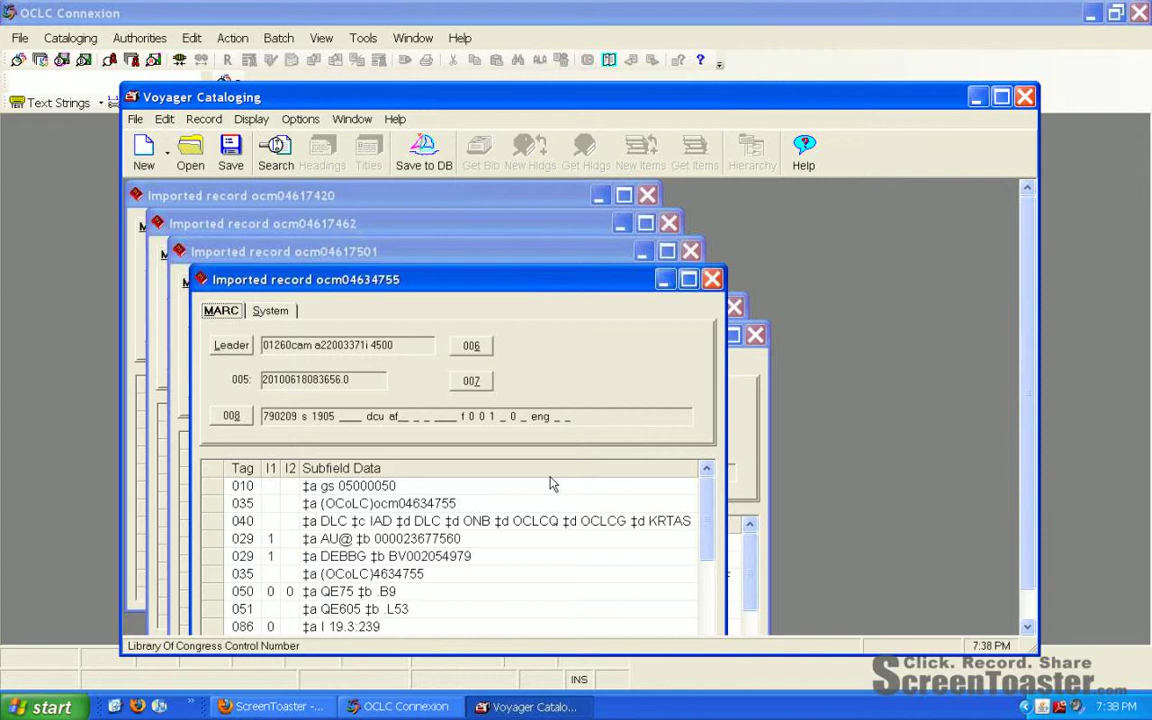 OCLC Connexion
File Cataloging Authorities Edit Action Batch View Tools Window Help
Text Strings
Voyager Cataloging
File Edit Record Display Options Window Help
New Open Save Search Headings Titles Save to DB Get Bib New Hldgs Get Hldgs New Items Get Items Hierarchy Help
Imported record ocm04617420
Imported record ocm04617462
Imported record ocm04617501
Imported record ocm04634755
MARC System
Leader 01260cam a22003371i 4500 006
005: 20100618083656.0 007
008 790209 s 1905 ____ dcu af__ _ _ ____ f 0 0 1 _ 0 _ eng _ _
Tag I1 I2 Subfield Data
010 ‡a gs 05000050
035 ‡a (OCoLC)ocm04634755
040 ‡a DLC ‡c IAD ‡d DLC ‡d ONB ‡d OCLCQ ‡d OCLCG ‡d KRTAS
029 1 ‡a AU@ ‡b 000023677560
029 1 ‡a DEBBG ‡b BV002054979
035 ‡a (OCoLC)4634755
050 0 0 ‡a QE75 ‡b .B9
051 ‡a QE605 ‡b .L53
086 0 ‡a I 19.3:239
Library Of Congress Control Number 7:38 PM
INS
Click. Record. Share
ScreenToaster.com
start ScreenToaster -... OCLC Connexion Voyager Catalo... 7:38 PM